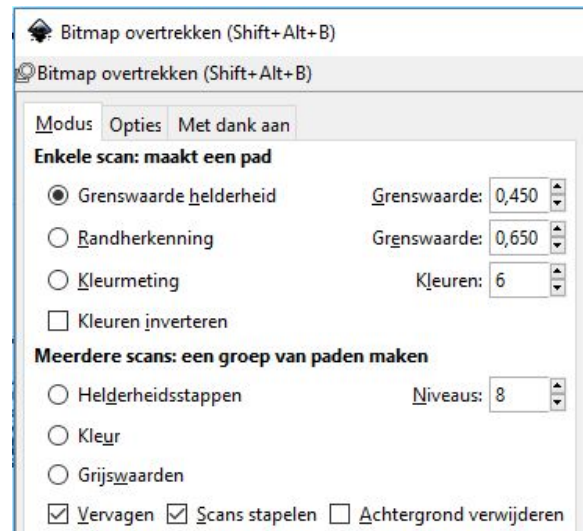 Bitmap overtrekken (Shift+Alt+B)
Bitmap overtrekken (Shift+Alt+B)
Modus Opties Met dank aan
Enkele scan: maakt een pad
Grenswaarde helderheid Grenswaarde: 0,450
Randherkenning Grenswaarde: 0,650
Kleurmeting Kleuren: 6
Kleuren inverteren
Meerdere scans: een groep van paden maken
Helderheidsstappen Niveaus: 8
Kleur
Grijswaarden
Vervagen Scans stapelen Achtergrond verwijderen